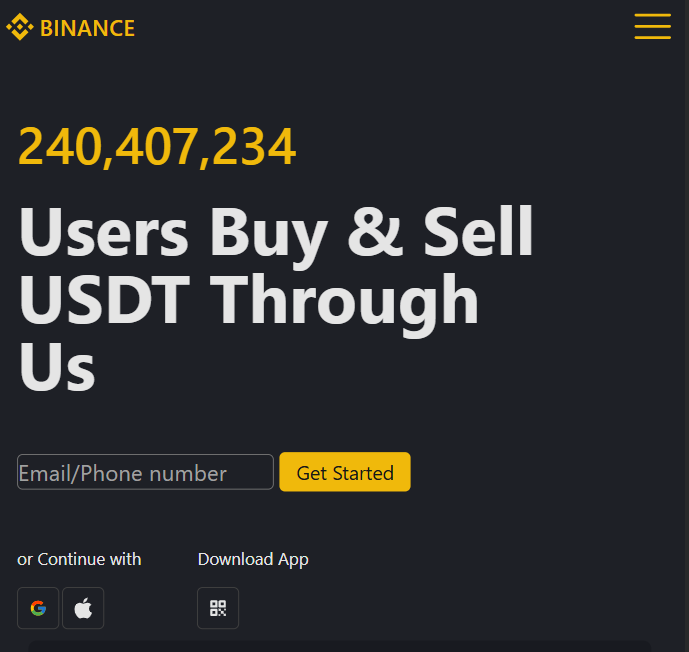 BINANCE
240,407,234
Users Buy & Sell
USDT Through
Us
Email/Phone number
Get Started
or Continue with
Download App